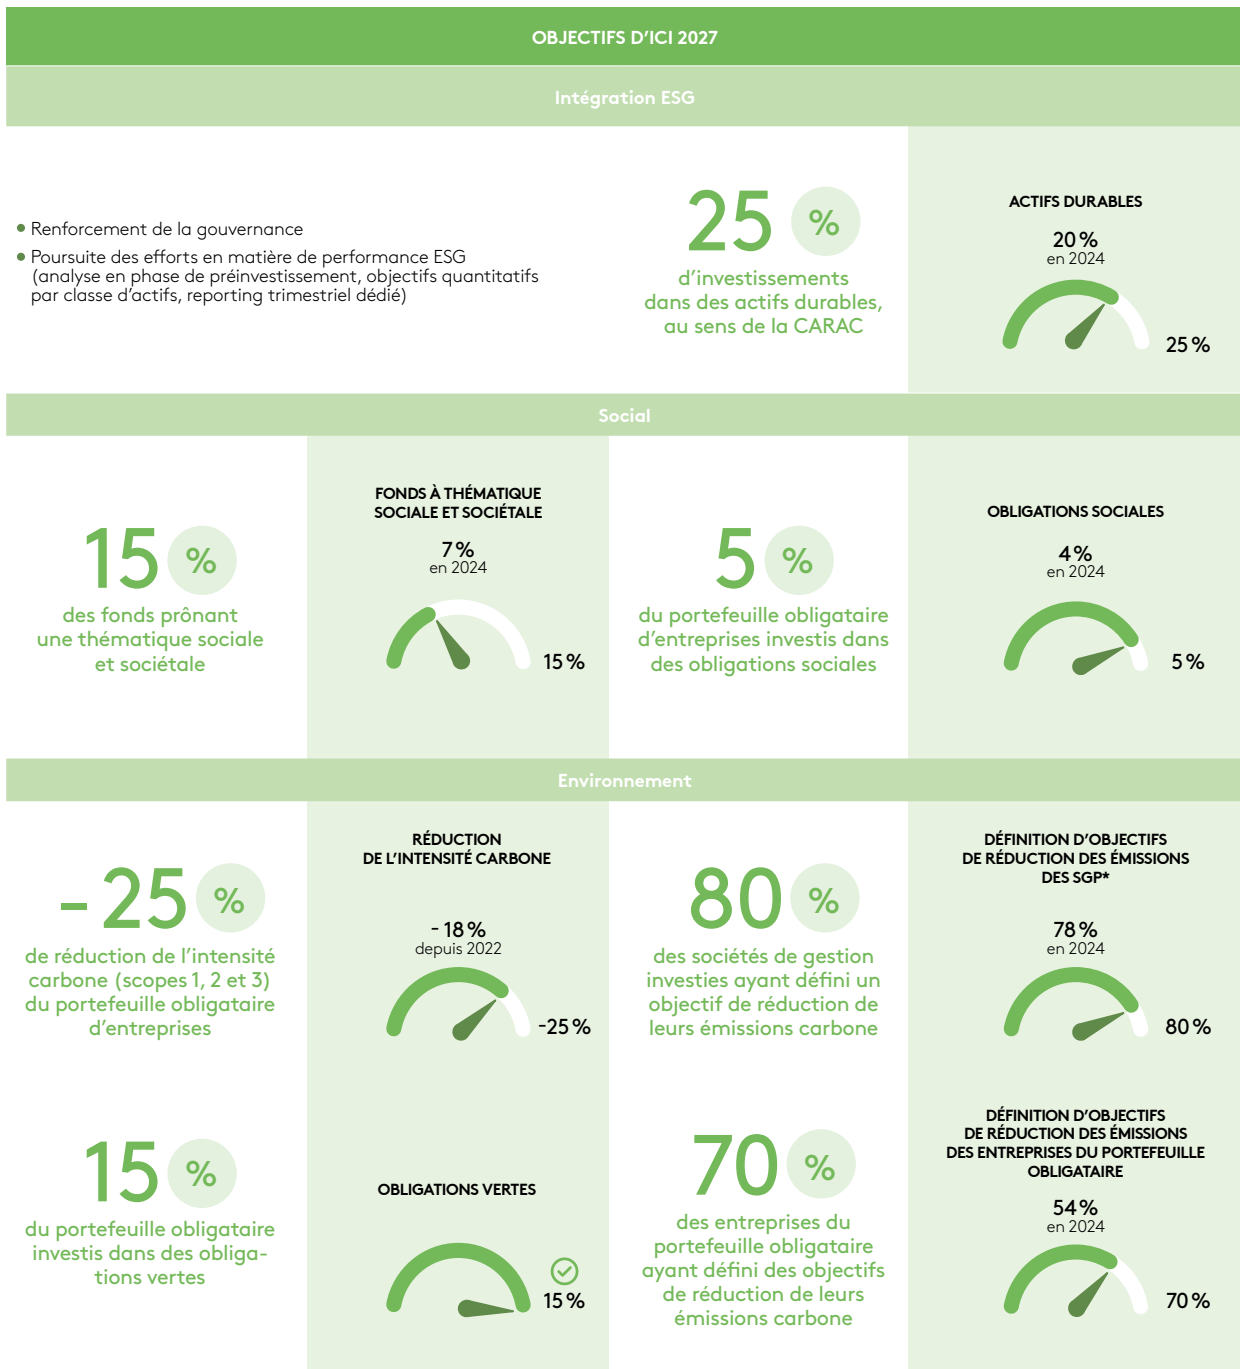 OBJECTIFS D'ICI 2027
Intégration ESG
• Renforcement de la gouvernance
• Poursuite des efforts en matière de performance ESG
(analyse en phase de préinvestissement, objectifs quantitatifs
par classe d'actifs, reporting trimestriel dédié)
25 %
d'investissements
dans des actifs durables,
au sens de la CARAC
ACTIFS DURABLES
20 %
en 2024
25 %
Social
15 %
des fonds prônant
une thématique sociale
et sociétale
FONDS À THÉMATIQUE
SOCIALE ET SOCIÉTALE
7 %
en 2024
15 %
5 %
du portefeuille obligataire
d'entreprises investis dans
des obligations sociales
OBLIGATIONS SOCIALES
4 %
en 2024
5 %
Environnement
- 25 %
de réduction de l'intensité
carbone (scopes 1, 2 et 3)
du portefeuille obligataire
d'entreprises
RÉDUCTION
DE L'INTENSITÉ CARBONE
- 18 %
depuis 2022
-25 %
80 %
des sociétés de gestion
investies ayant défini un
objectif de réduction de
leurs émissions carbone
DÉFINITION D'OBJECTIFS
DE RÉDUCTION DES ÉMISSIONS
DES SGP*
78 %
en 2024
80 %
15 %
du portefeuille obligataire
investis dans des obliga-
tions vertes
OBLIGATIONS VERTES
15 %
70 %
des entreprises du
portefeuille obligataire
ayant défini des objectifs
de réduction de leurs
émissions carbone
DÉFINITION D'OBJECTIFS
DE RÉDUCTION DES ÉMISSIONS
DES ENTREPRISES DU PORTEFEUILLE
OBLIGATAIRE
54 %
en 2024
70 %